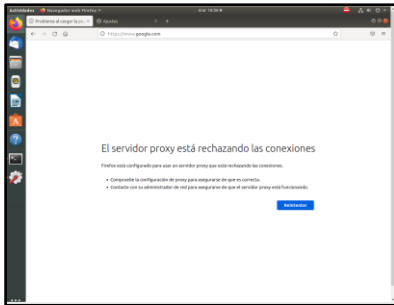 Actividades Navegador web Firefox
mar 18:06
Problema al cargar la pá
Ajustes
https://www.google.com
El servidor proxy está rechazando las conexiones
Firefox está configurado para usar un servidor proxy que está rechazando las conexiones.
• Compruebe la configuración de proxy para asegurarse de que es correcta.
• Contacte con su administrador de red para asegurarse de que el servidor proxy está funcionando.
Reintentar